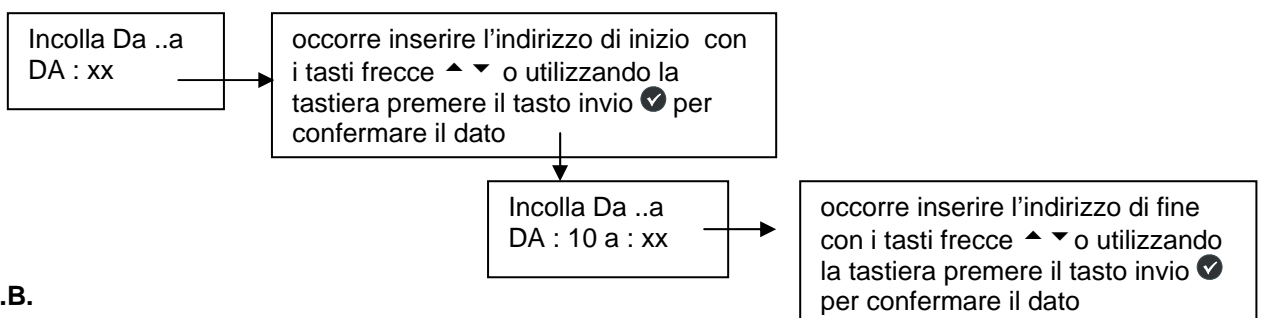 Incolla Da ..a
DA : xx
occorre inserire l’indirizzo di inizio con
i tasti frecce ▲ ▼ o utilizzando la
tastiera premere il tasto invio ✔ per
confermare il dato
Incolla Da ..a
DA : 10 a : xx
occorre inserire l’indirizzo di fine
con i tasti frecce ▲ ▼ o utilizzando
la tastiera premere il tasto invio ✔
per confermare il dato
.B.